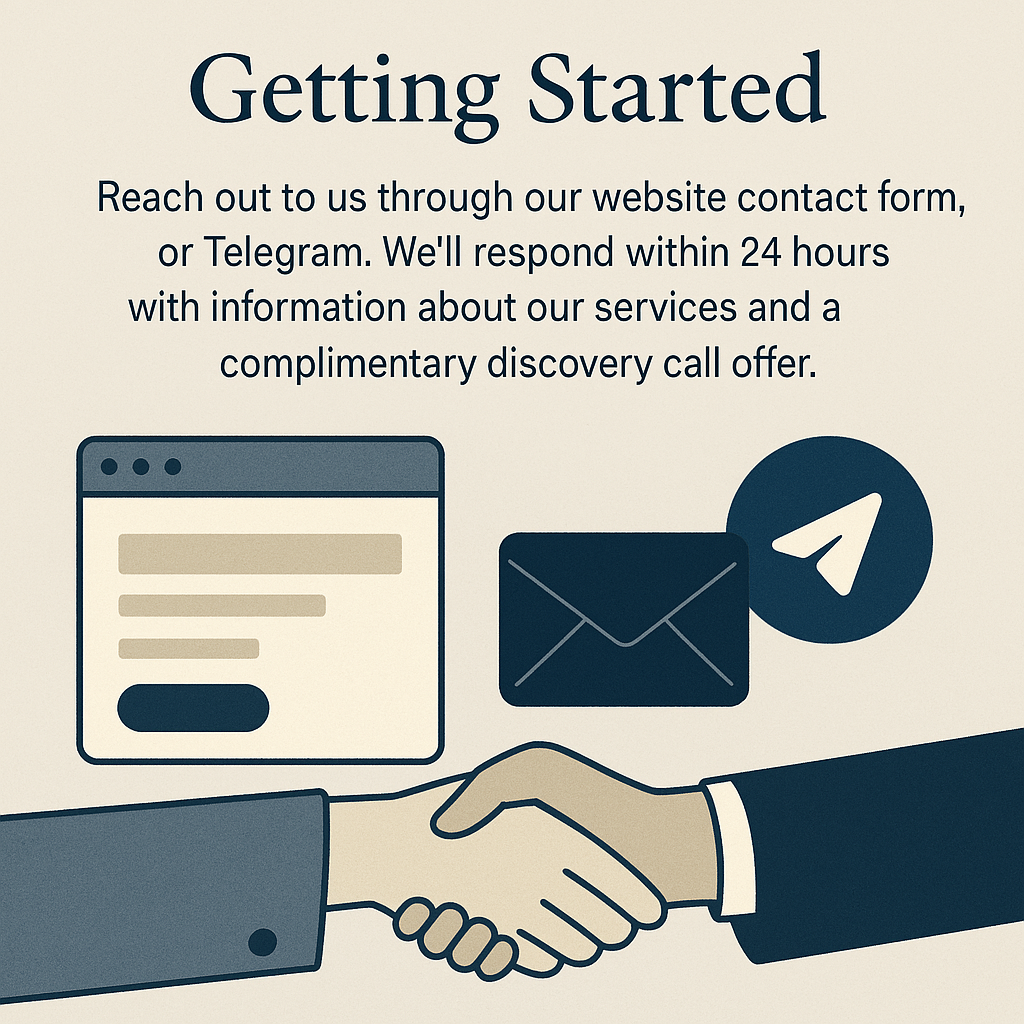 Getting Started
Reach out to us through our website contact form,
or Telegram. We'll respond within 24 hours
with information about our services and a
complimentary discovery call offer.